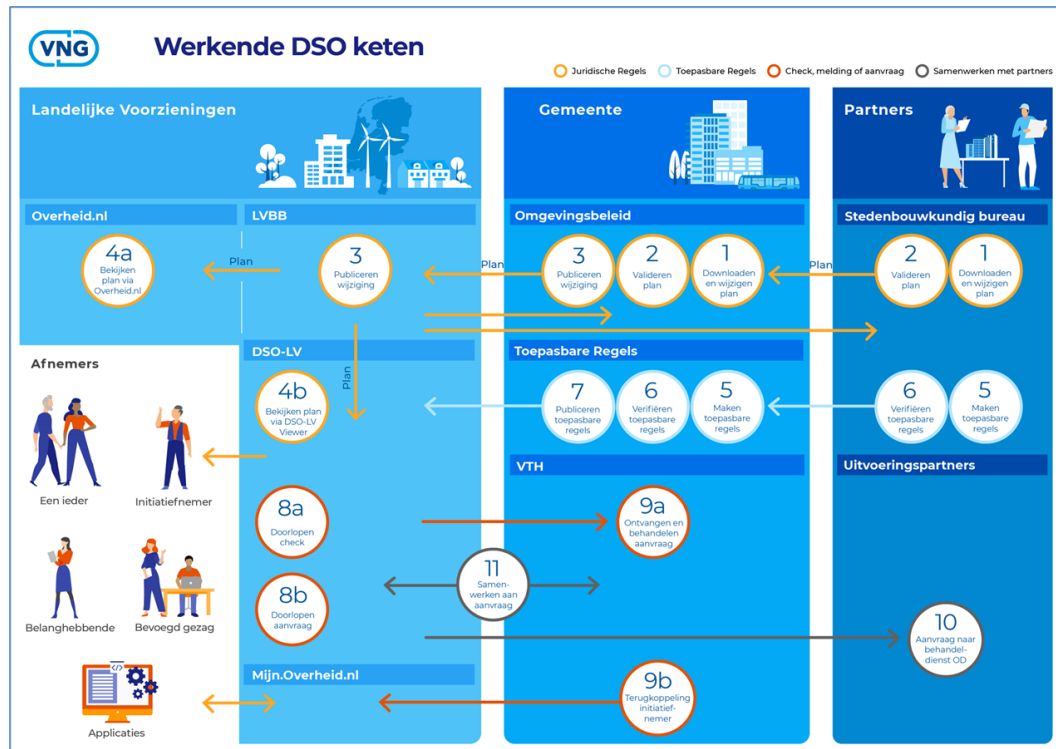 VNG
Werkende DSO keten
Juridische Regels
Toepasbare Regels
Check, melding of aanvraag
Samenwerken met partners
Landelijke Voorzieningen
Gemeente
Partners
Overheid.nl
LVBB
Omgevingsbeleid
Stedenbouwkundig bureau
4a
Bekijken
plan via
Overheid.nl
Plan
3
Publiceren
wijziging
Plan
3
Publiceren
wijziging
2
Valideren
plan
1
Downloaden
en wijzigen
plan
Plan
2
Valideren
plan
1
Downloaden
en wijzigen
plan
Plan
Afnemers
DSO-LV
Toepasbare Regels
4b
Bekijken plan
via DSO-LV
Viewer
7
Publiceren
toepasbare
regels
6
Verifiëren
toepasbare
regels
5
Maken
toepasbare
regels
6
Verifiëren
toepasbare
regels
5
Maken
toepasbare
regels
Een ieder
Initiatiefnemer
VTH
Uitvoeringspartners
8a
Doorlopen
check
9a
Ontvangen en
behandelen
aanvraag
11
Samen-
werken aan
aanvraag
8b
Doorlopen
aanvraag
10
Aanvraag naar
behandel-
dienst OD
Belanghebbende
Bevoegd gezag
Mijn.Overheid.nl
9b
Terugkoppeling
initiatief-
nemer
</>
Applicaties